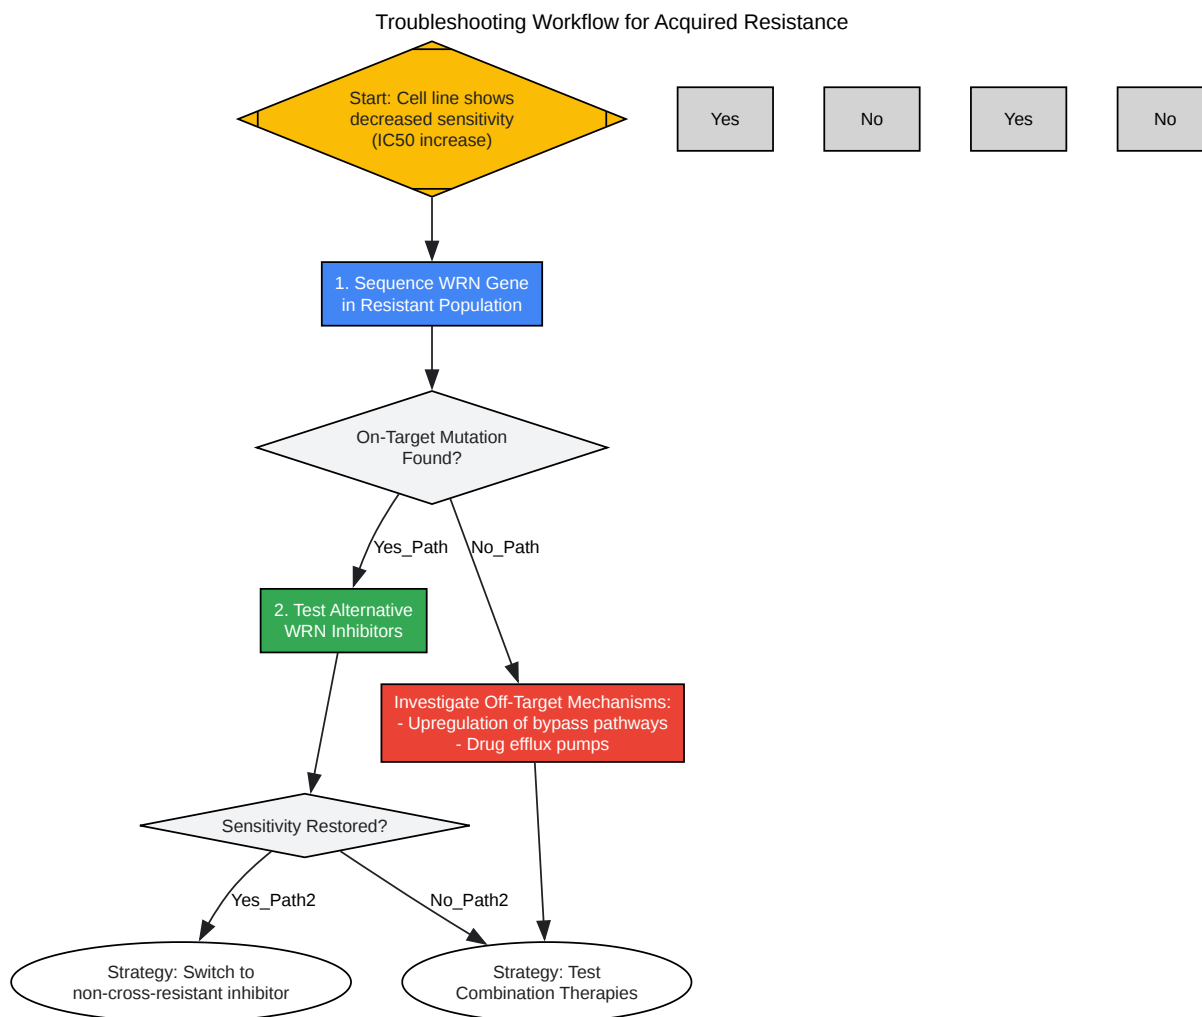 Troubleshooting Workflow for Acquired Resistance
Start: Cell line shows
decreased sensitivity
(IC50 increase)
Yes
No
Yes
No
1. Sequence WRN Gene
in Resistant Population
On-Target Mutation
Found?
Yes_Path
No_Path
2. Test Alternative
WRN Inhibitors
Investigate Off-Target Mechanisms:
- Upregulation of bypass pathways
- Drug efflux pumps
Sensitivity Restored?
Yes_Path2
No_Path2
Strategy: Switch to
non-cross-resistant inhibitor
Strategy: Test
Combination Therapies